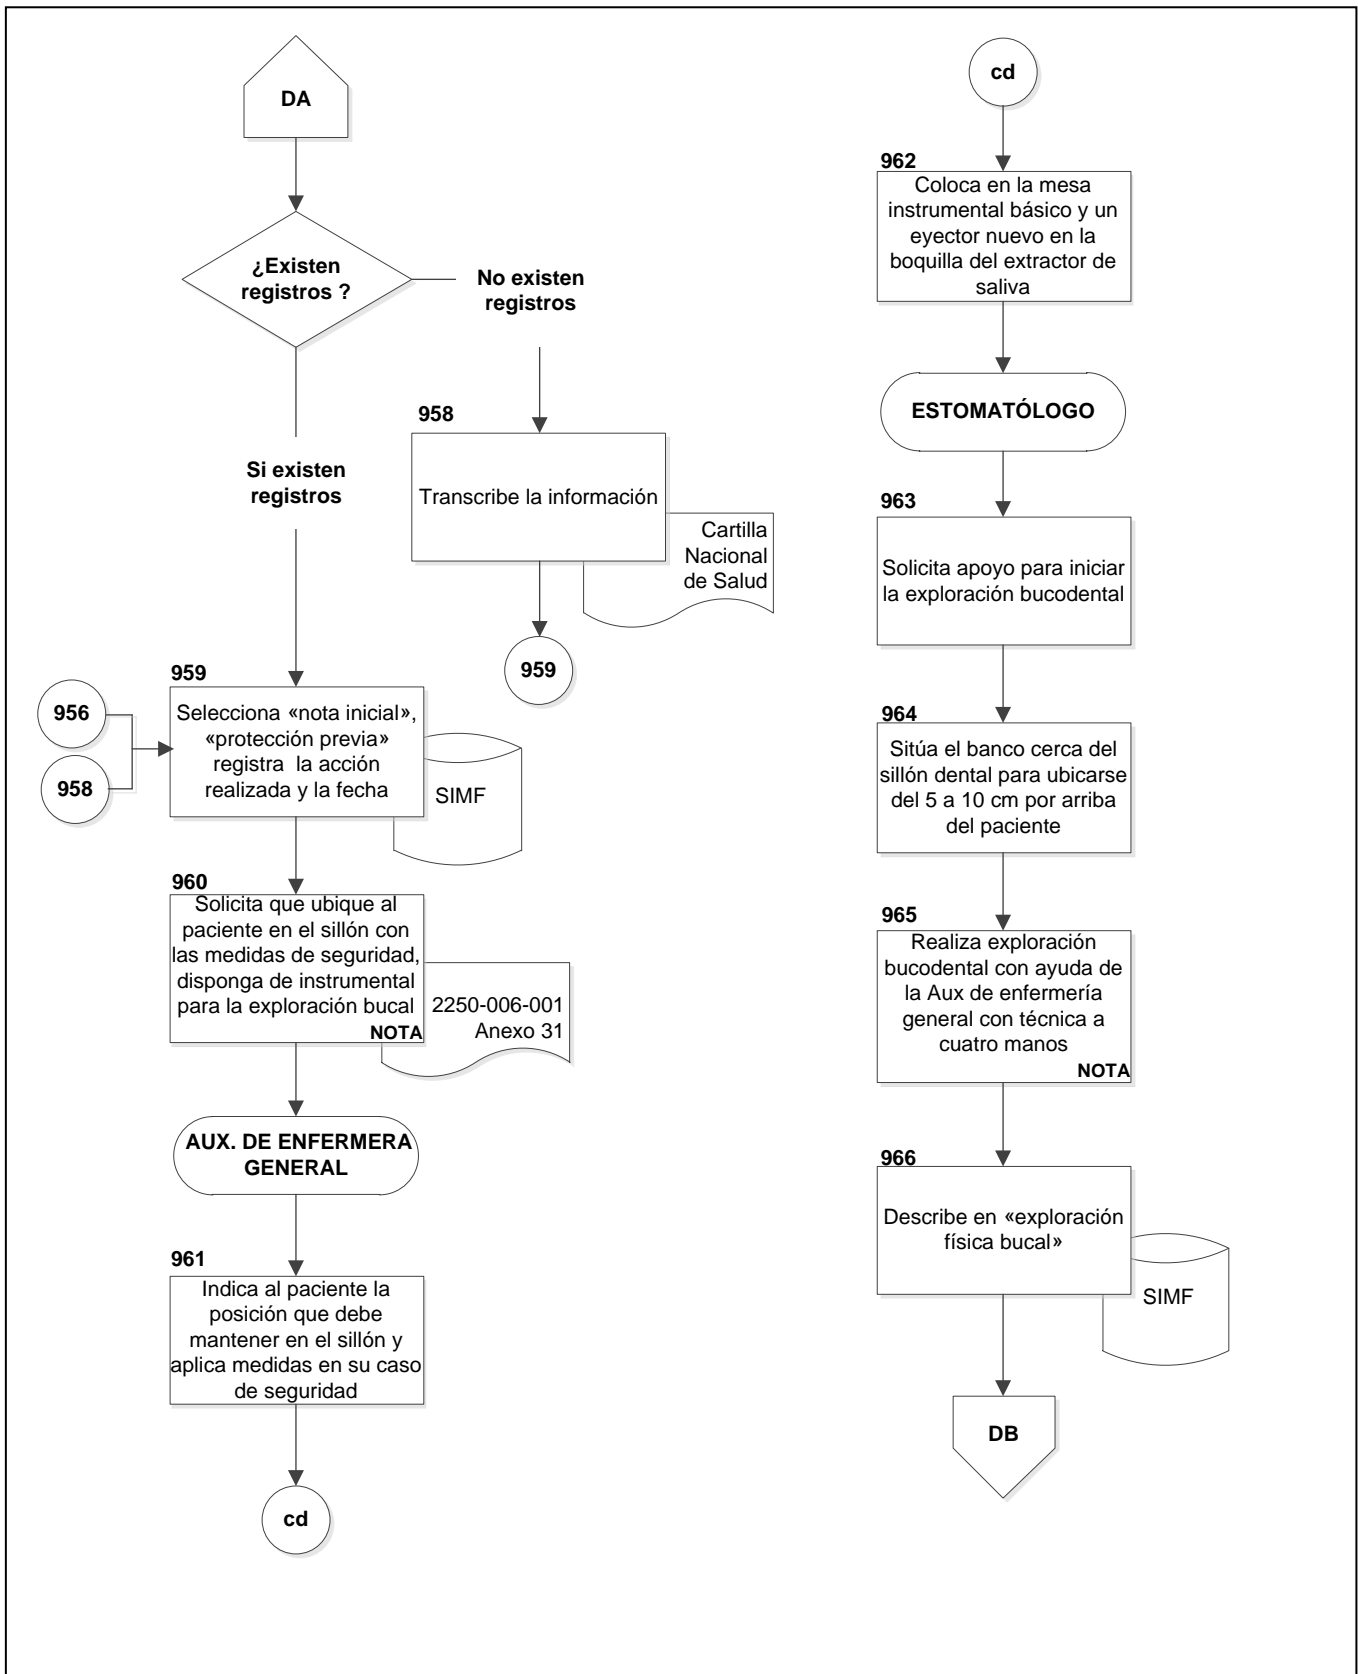 DA
¿Existen
registros ?
No existen
registros
Si existen
registros
958
Transcribe la información
Cartilla
Nacional
de Salud
959
959
956
958
Selecciona «nota inicial»,
«protección previa»
registra  la acción
realizada y la fecha
SIMF
960
Solicita que ubique al
paciente en el sillón con
las medidas de seguridad,
disponga de instrumental
para la exploración bucal
NOTA
2250-006-001
Anexo 31
AUX. DE ENFERMERA
GENERAL
961
Indica al paciente la
posición que debe
mantener en el sillón y
aplica medidas en su caso
de seguridad
cd
cd
962
Coloca en la mesa
instrumental básico y un
eyector nuevo en la
boquilla del extractor de
saliva
ESTOMATÓLOGO
963
Solicita apoyo para iniciar
la exploración bucodental
964
Sitúa el banco cerca del
sillón dental para ubicarse
del 5 a 10 cm por arriba
del paciente
965
Realiza exploración
bucodental con ayuda de
la Aux de enfermería
general con técnica a
cuatro manos
NOTA
966
Describe en «exploración
física bucal»
SIMF
DB